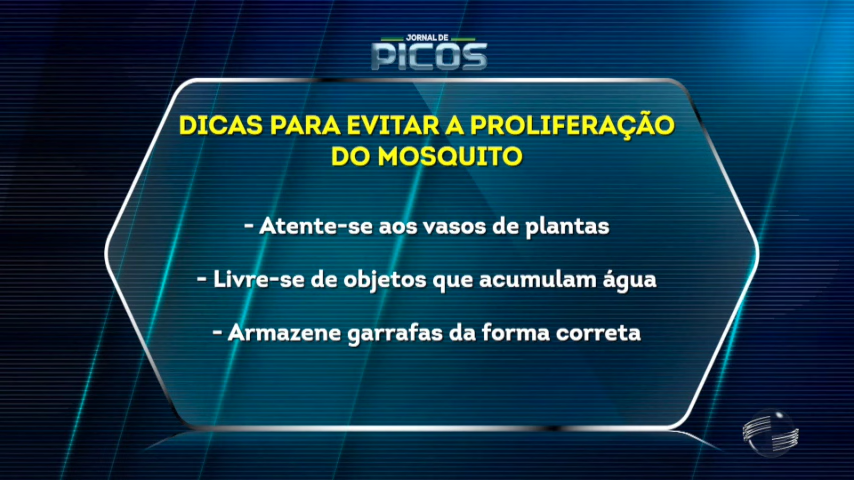 JORNAL DE
PICOS
DICAS PARA EVITAR A PROLIFERAÇÃO
DO MOSQUITO
- Atente-se aos vasos de plantas
- Livre-se de objetos que acumulam água
- Armazene garrafas da forma correta